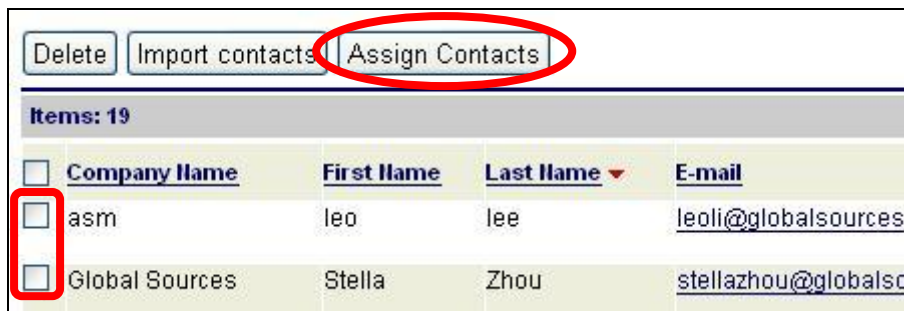 Delete Import contacts Assign Contacts
Items: 19
Company Name First Name Last Name E-mail
asm leo lee leoli@globalsources
Global Sources Stella Zhou stellazhou@globalso